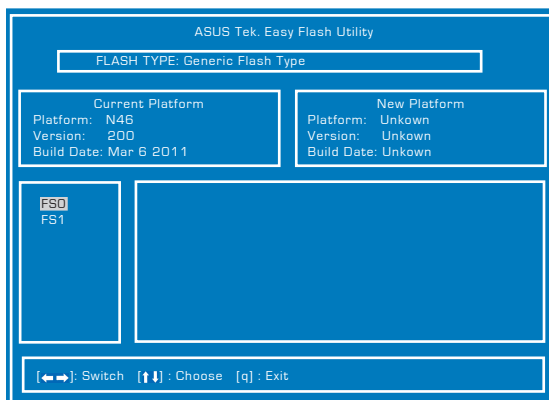 ASUS Tek. Easy Flash Utility
FLASH TYPE: Generic Flash Type
Current Platform
Platform: N46
Version: 200
Build Date: Mar 6 2011
New Platform
Platform: Unkown
Version: Unkown
Build Date: Unkown
FS0
FS1
[←→]: Switch [↑↓] : Choose [q] : Exit